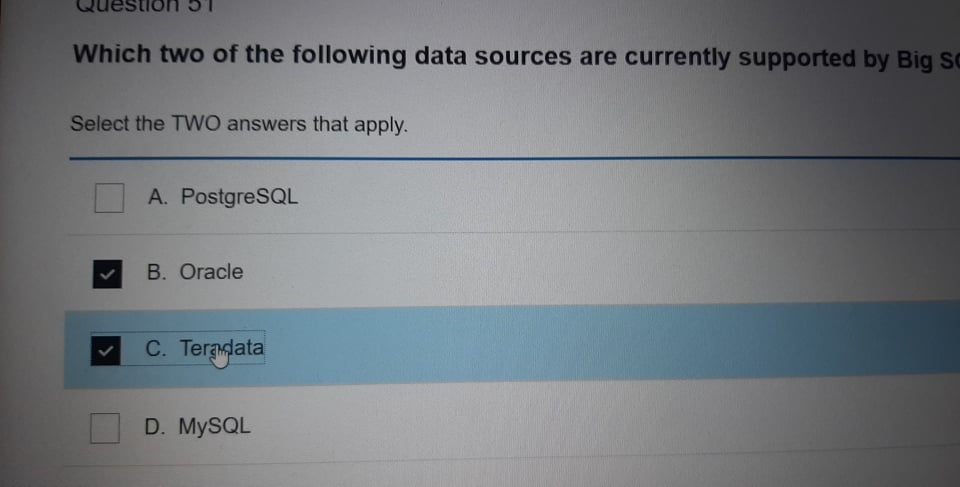 Question 51
Which two of the following data sources are currently supported by Big
Select the TWO answers that apply.
A. PostgreSQL
B. Oracle
C. Teradata
D. MySQL